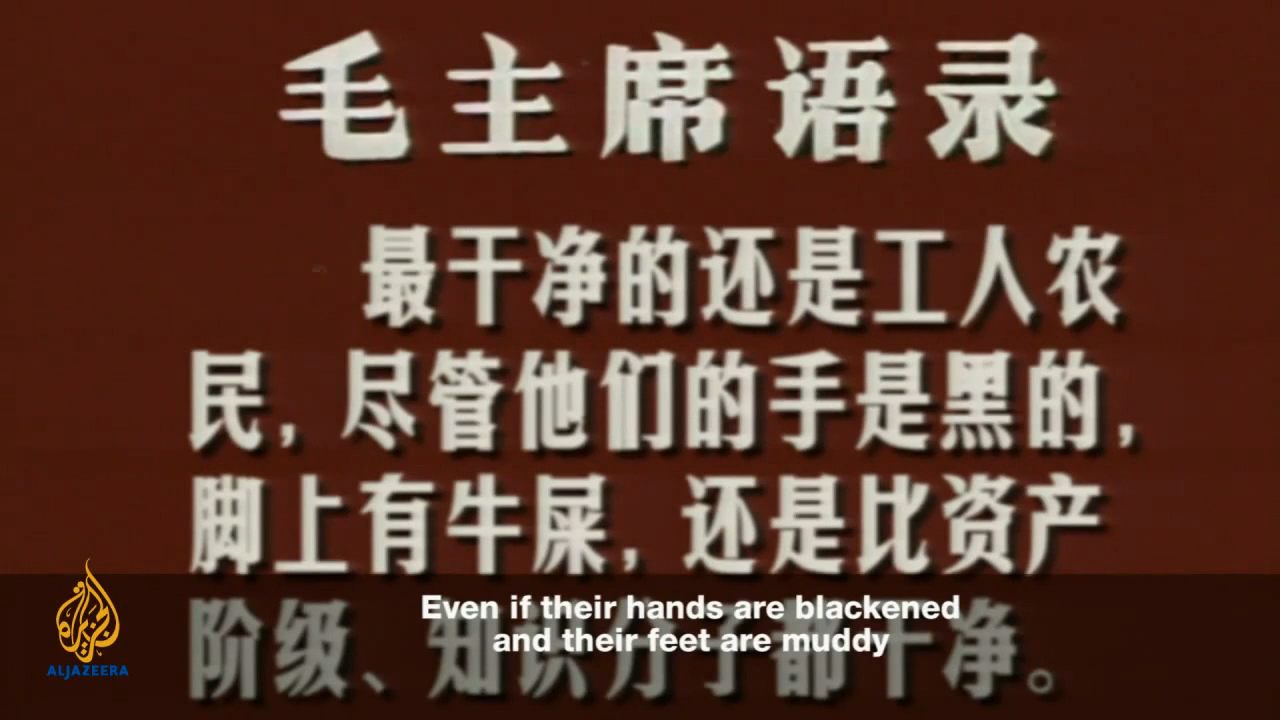 毛主席语录
最干净的还是工人农
民，尽管他们的手是黑的，
脚上有牛屎，还是比资产
阶级、知识分子都干净。
Even if their hands are blackened
and their feet are muddy
ALJAZEERA